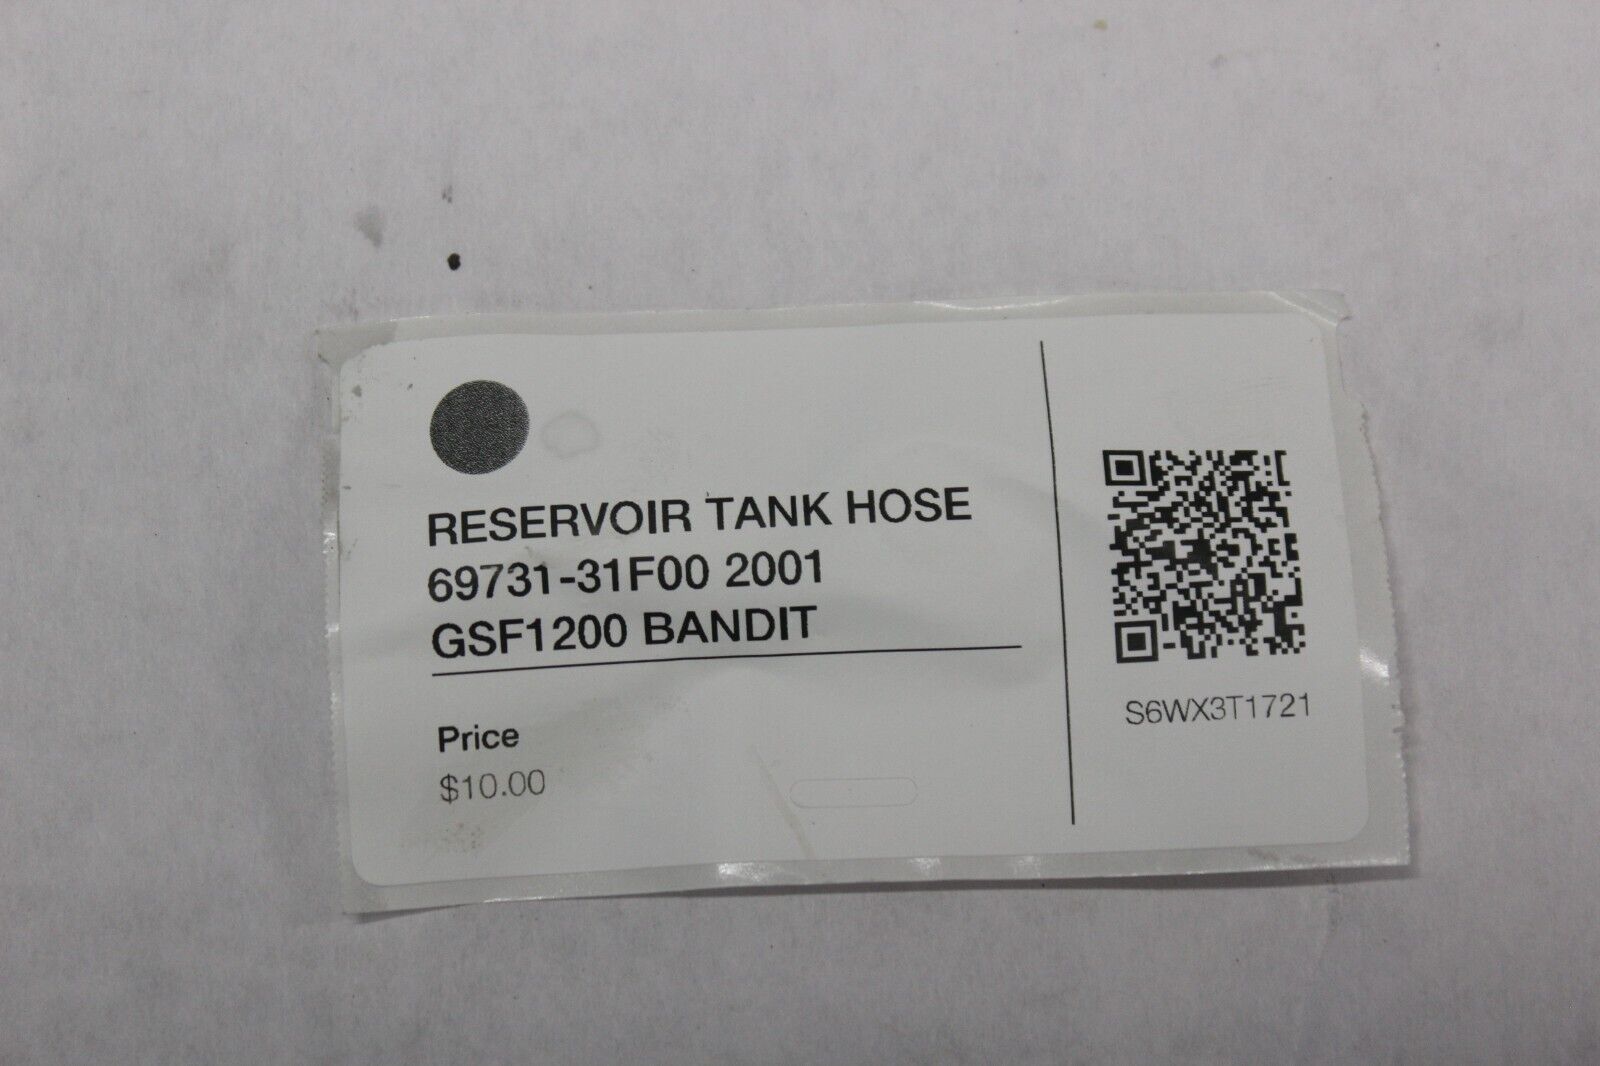 RESERVOIR TANK HOSE
69731-31F00 2001
GSF1200 BANDIT
Price
$10.00
S6WX3T1721